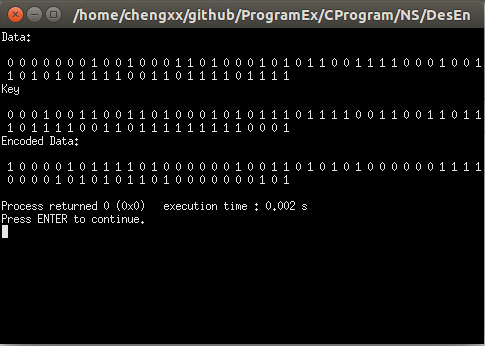 /home/chengxx/github/ProgramEx/CProgram/NS/DesEn
Data:
0 0 0 0 0 0 0 1 0 0 1 0 0 0 1 1 0 1 0 0 0 1 0 1 0 1 1 0 0 1 1 1 1 0 0 0 1 0 0 1
1 0 1 0 1 0 1 1 1 1 0 0 1 1 0 1 1 1 1 0 1 1 1 1
Key
0 0 0 1 0 0 1 1 0 0 1 1 0 1 0 0 0 1 0 1 0 1 1 1 0 1 1 1 1 0 0 1 1 0 0 1 1 0 1 1
1 0 1 1 1 1 0 0 1 1 0 1 1 1 1 1 1 1 1 1 0 0 0 1
Encoded Data:
1 0 0 0 0 1 0 1 1 1 1 0 1 0 0 0 0 0 0 1 0 0 1 1 0 1 0 1 0 1 0 0 0 0 0 0 1 1 1 1
0 0 0 0 1 0 1 0 1 0 1 1 0 1 0 0 0 0 0 0 0 1 0 1
Process returned 0 (0x0)   execution time : 0.002 s
Press ENTER to continue.